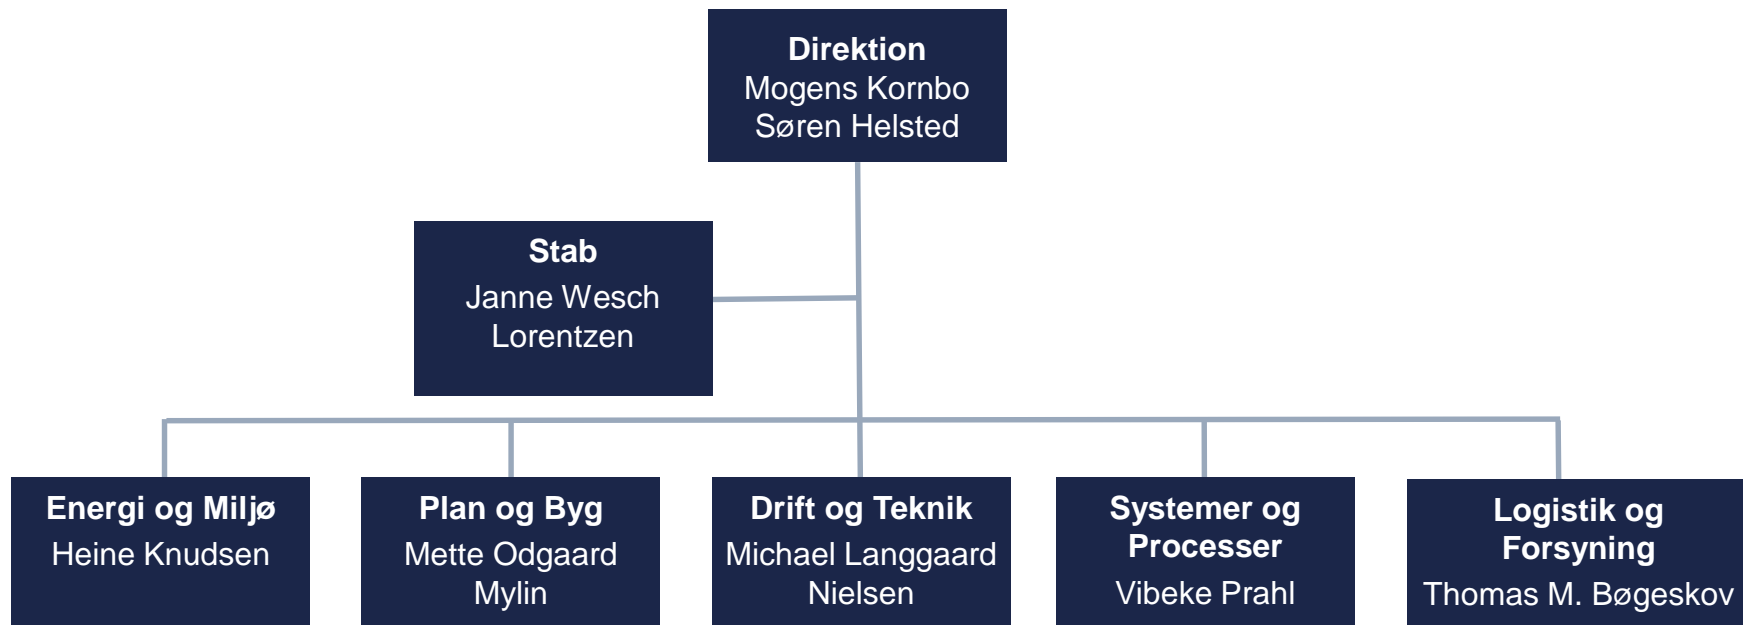 Direktion
Mogens Kornbo
Søren Helsted
Stab
Janne Wesch
Lorentzen
Energi og Miljø
Heine Knudsen
Plan og Byg
Mette Odgaard
Mylin
Drift og Teknik
Michael Langgaard
Nielsen
Systemer og
Processer
Vibeke Prahl
Logistik og
Forsyning
Thomas M. Bøgeskov